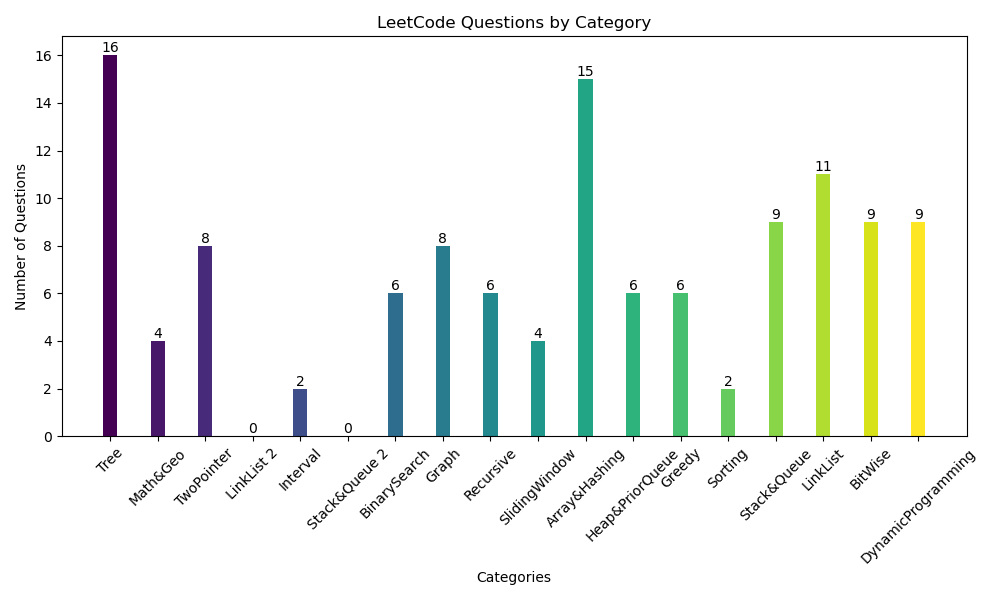 LeetCode Questions by Category
Number of Questions
16
14
12
10
8
6
4
2
0
16
4
8
0
2
0
6
8
6
4
15
6
6
2
9
11
9
9
Tree
Math&Geo
TwoPointer
LinkList 2
Interval
Stack&Queue 2
BinarySearch
Graph
Recursive
SlidingWindow
Array&Hashing
Heap&PriorQueue
Greedy
Sorting
Stack&Queue
LinkList
BitWise
DynamicProgramming
Categories